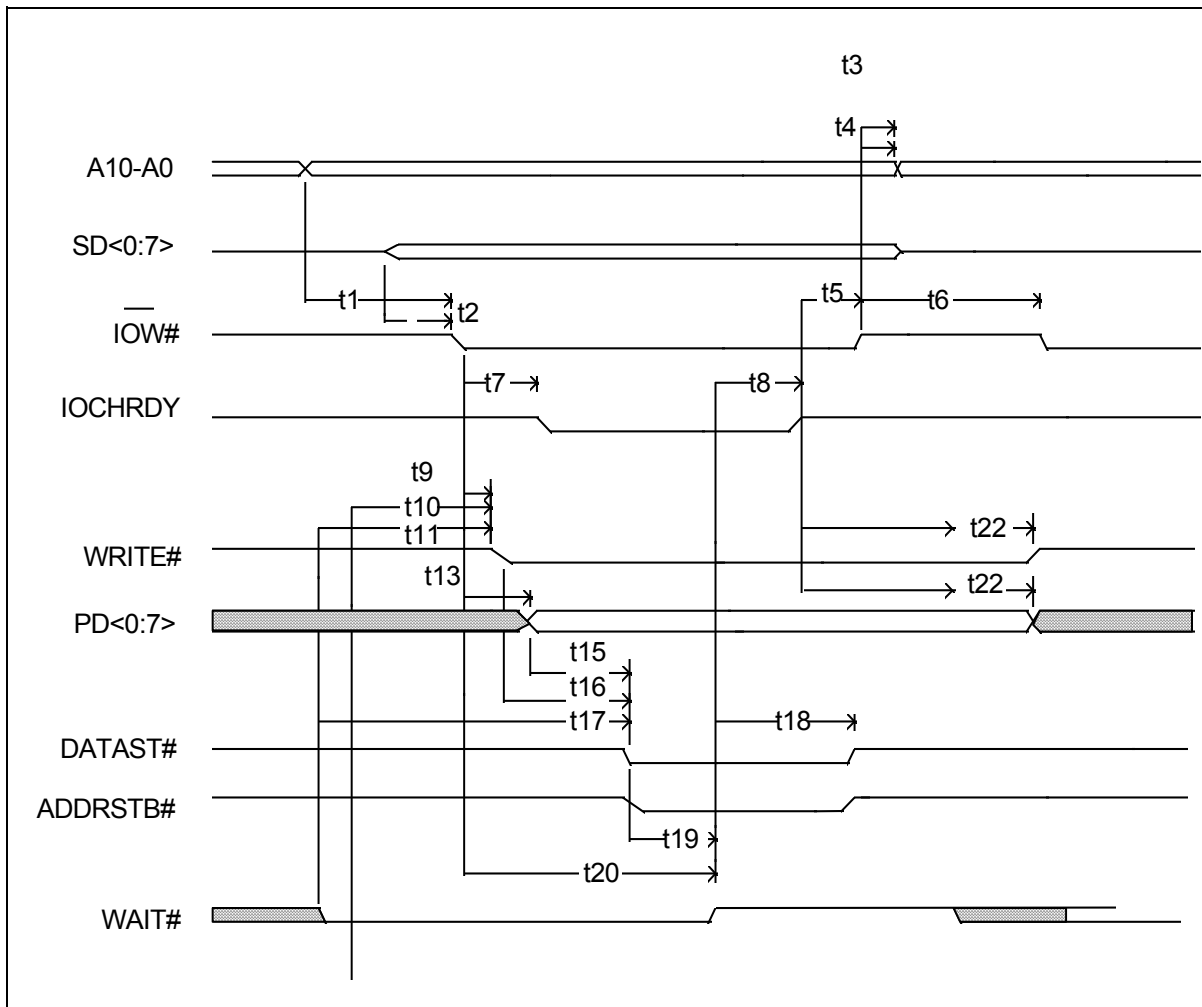 t3
t4
A10-A0
SD<0:7>
t1
t2
t5
t6
IOW#
t7
t8
IOCHRDY
t9
t10
t11
t22
WRITE#
t13
t22
PD<0:7>
t15
t16
t17
t18
DATAST#
ADDRSTB#
t19
t20
WAIT#